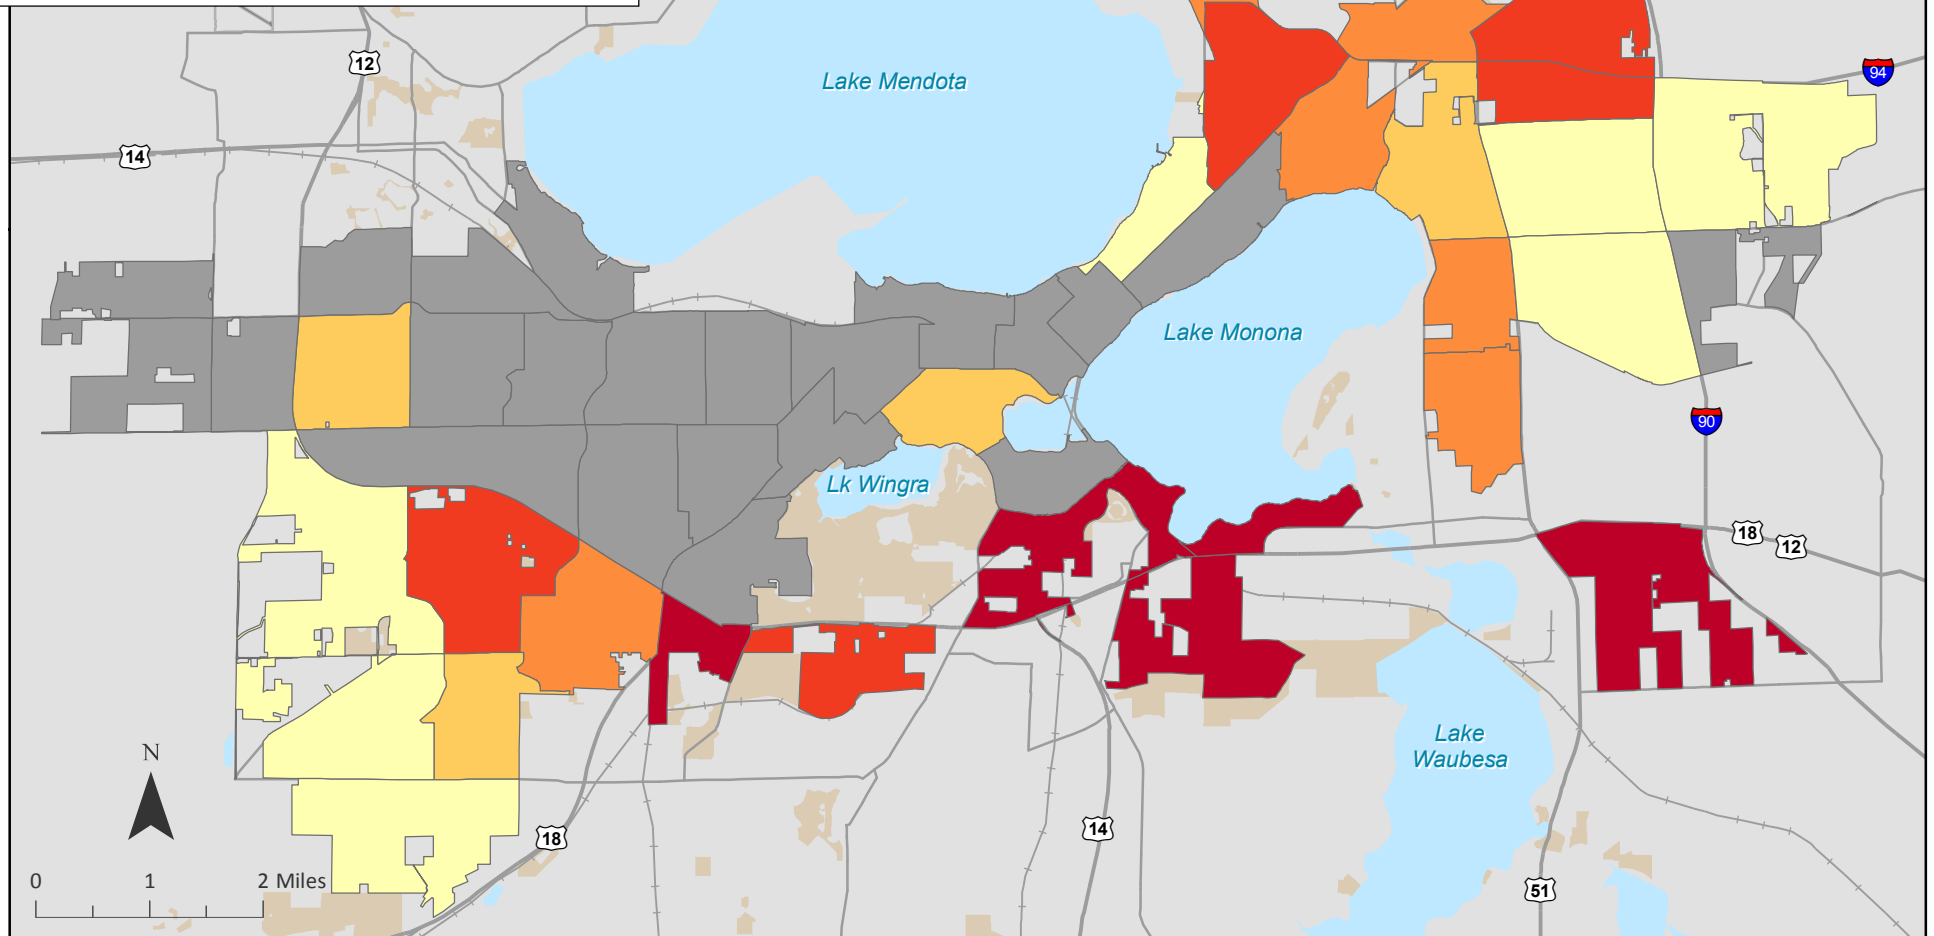 12
Lake Mendota
94
14
Lake Monona
90
Lk Wingra
18
12
Lake
Waubesa
N
18
14
0 1 2 Miles
51